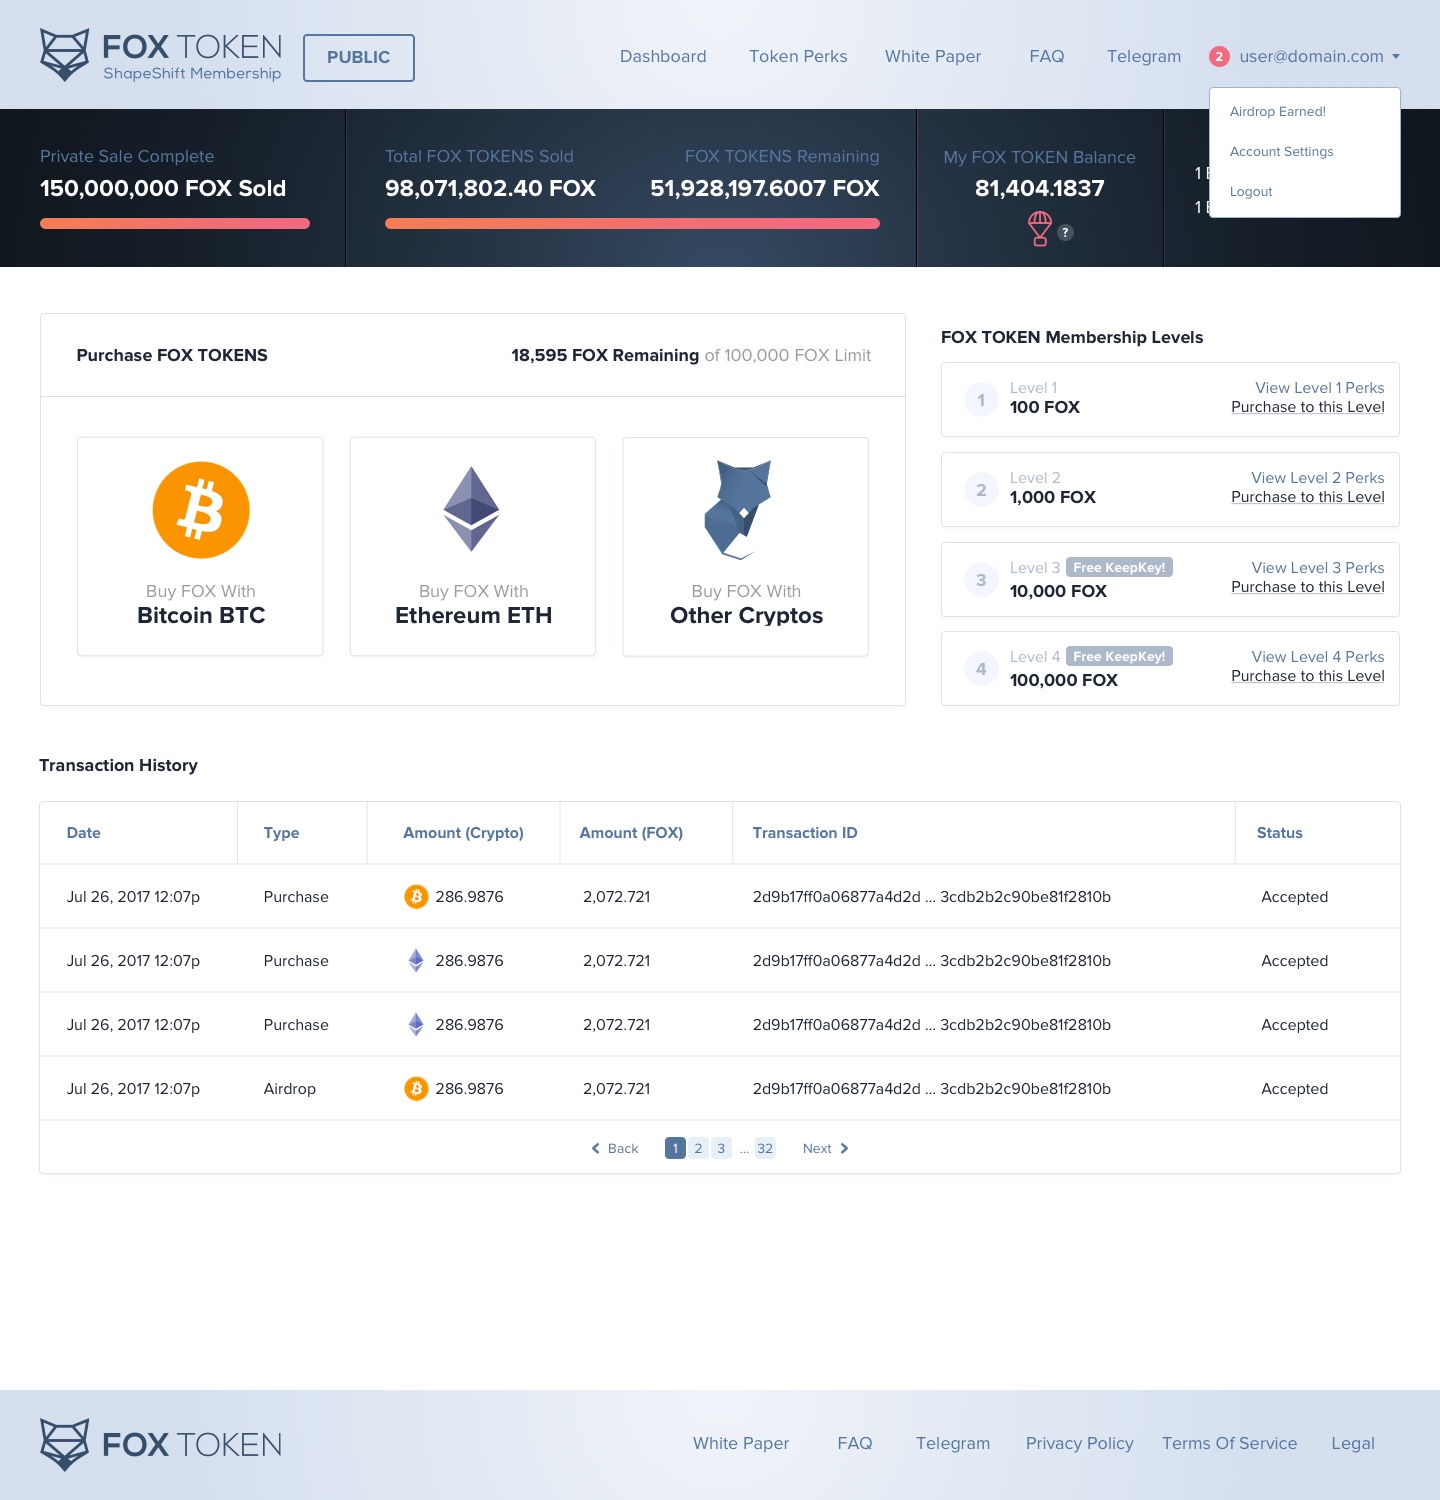 FOX TOKEN
ShapeShift Membership
PUBLIC
Dashboard
Token Perks
White Paper
FAQ
Telegram
2
user@domain.com
Airdrop Earned!
Account Settings
Logout
Private Sale Complete
150,000,000 FOX Sold
Total FOX TOKENS Sold
98,071,802.40 FOX
FOX TOKENS Remaining
51,928,197.6007 FOX
My FOX TOKEN Balance
81,404.1837
?
1
1
Purchase FOX TOKENS
18,595 FOX Remaining of 100,000 FOX Limit
Buy FOX With
Bitcoin BTC
Buy FOX With
Ethereum ETH
Buy FOX With
Other Cryptos
FOX TOKEN Membership Levels
1
Level 1
100 FOX
View Level 1 Perks
Purchase to this Level
2
Level 2
1,000 FOX
View Level 2 Perks
Purchase to this Level
3
Level 3 Free KeepKey!
10,000 FOX
View Level 3 Perks
Purchase to this Level
4
Level 4 Free KeepKey!
100,000 FOX
View Level 4 Perks
Purchase to this Level
Transaction History
Date Type Amount (Crypto) Amount (FOX) Transaction ID Status
Jul 26, 2017 12:07p Purchase 286.9876 2,072.721 2d9b17ff0a06877a4d2d ... 3cdb2b2c90be81f2810b Accepted
Jul 26, 2017 12:07p Purchase 286.9876 2,072.721 2d9b17ff0a06877a4d2d ... 3cdb2b2c90be81f2810b Accepted
Jul 26, 2017 12:07p Purchase 286.9876 2,072.721 2d9b17ff0a06877a4d2d ... 3cdb2b2c90be81f2810b Accepted
Jul 26, 2017 12:07p Airdrop 286.9876 2,072.721 2d9b17ff0a06877a4d2d ... 3cdb2b2c90be81f2810b Accepted
Back 1 2 3 ... 32 Next
FOX TOKEN
White Paper
FAQ
Telegram
Privacy Policy
Terms Of Service
Legal